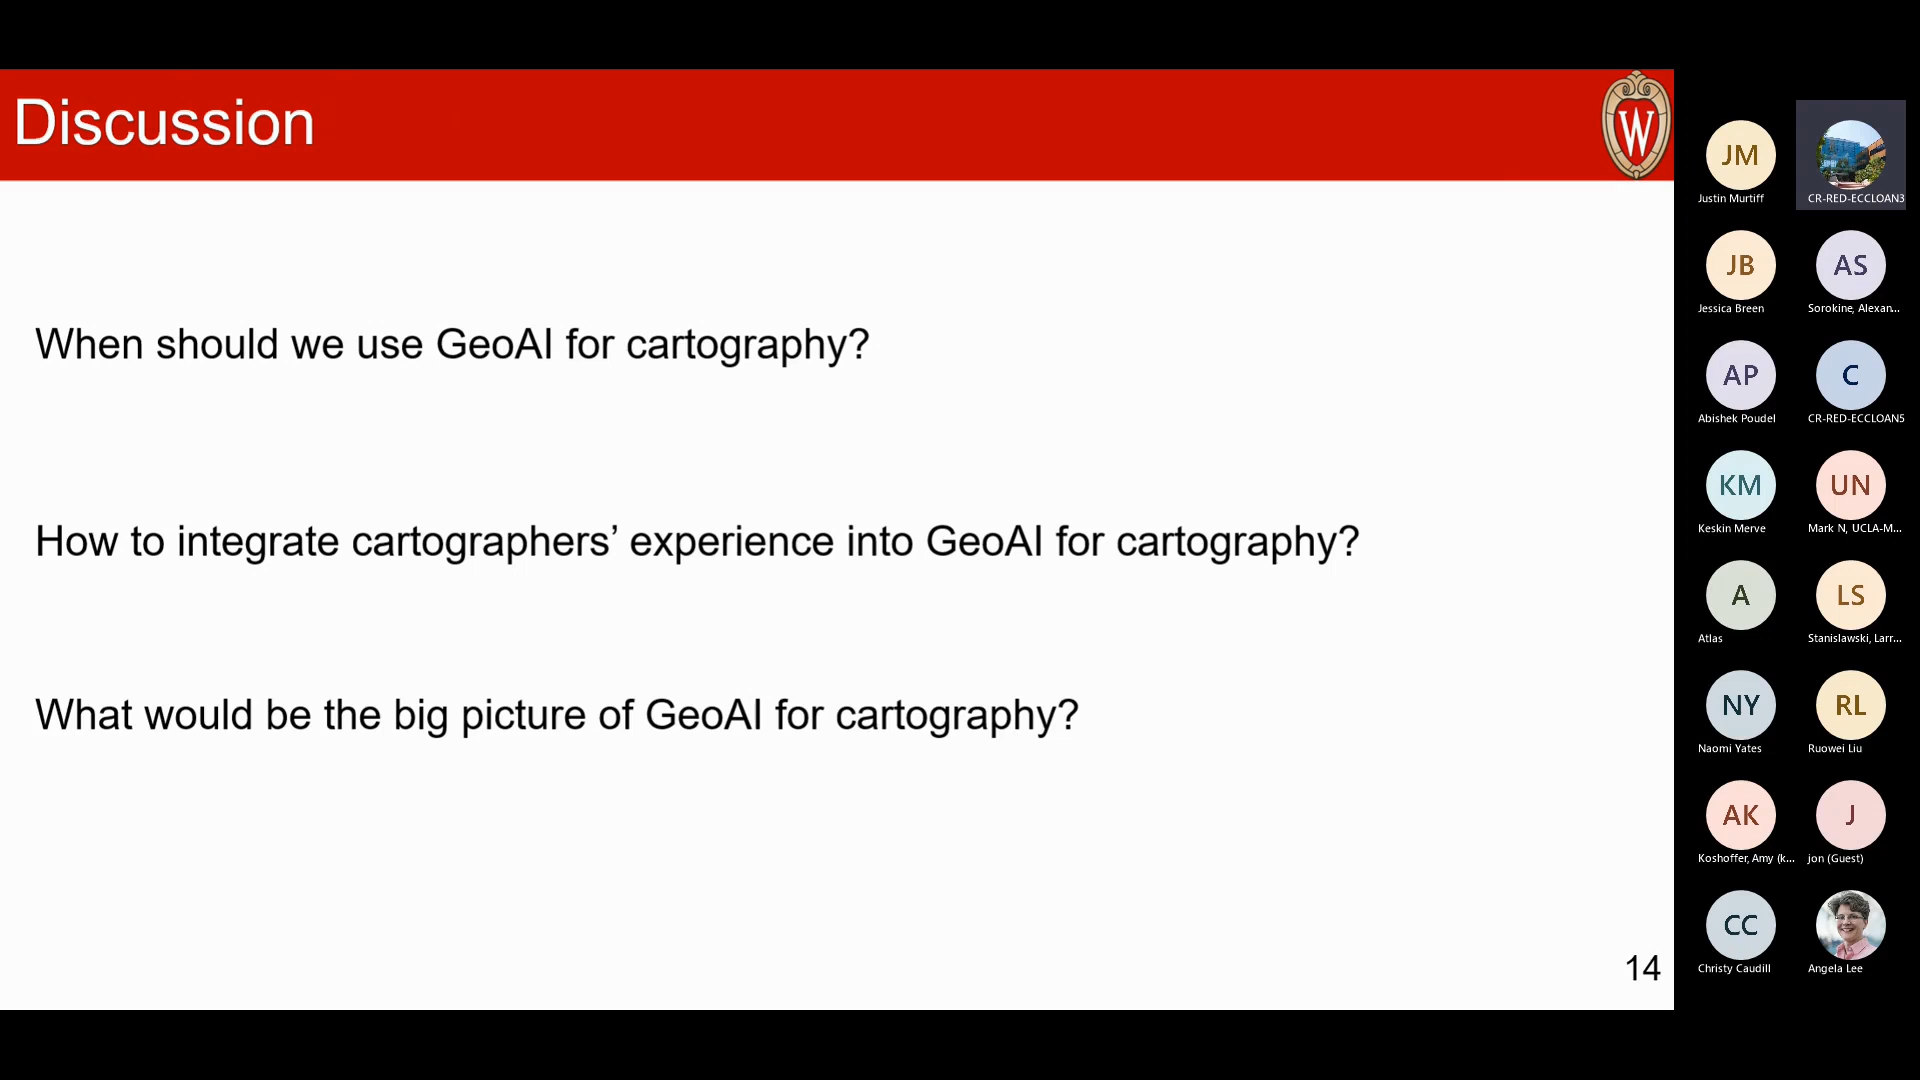 Discussion
W
When should we use GeoAI for cartography?
How to integrate cartographers’ experience into GeoAI for cartography?
What would be the big picture of GeoAI for cartography?
14
JM
Justin Murtiff
CR-RED-ECCLOAN3
JB
Jessica Breen
AS
Sorokine, Alexan...
AP
Abishek Poudel
C
CR-RED-ECCLOAN5
KM
Keskin Merve
UN
Mark N, UCLA-M...
A
Atlas
LS
Stanislawski, Larr...
NY
Naomi Yates
RL
Ruowei Liu
AK
Koshoffer, Amy (k...
J
jon (Guest)
CC
Christy Caudill
Angela Lee